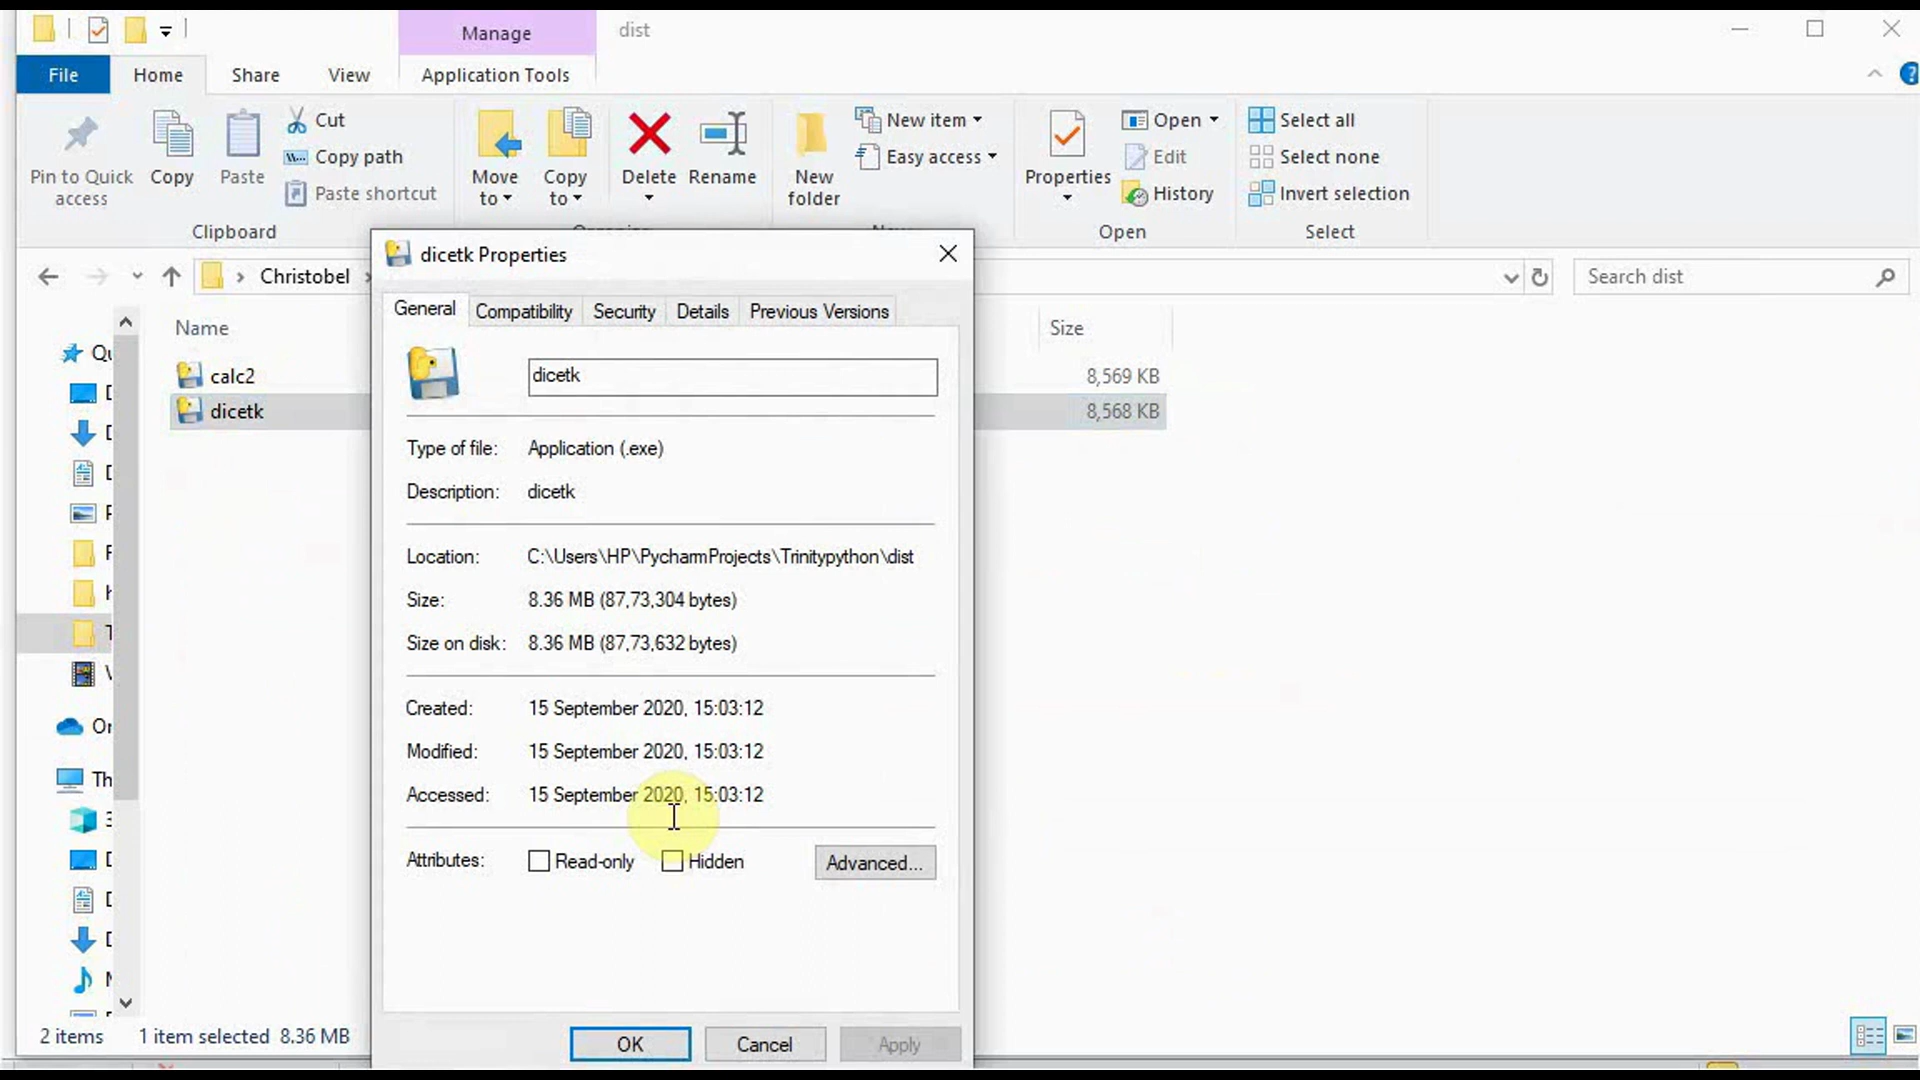 Manage
dist
File
Home
Share
View
Application Tools
Pin to Quick access
Copy
Paste
Cut
Copy path
Paste shortcut
Move to
Copy to
Delete
Rename
New folder
New item
Easy access
Properties
Open
Edit
History
Select all
Select none
Invert selection
Clipboard
Open
Select
Christobel
Search dist
dicetk Properties
General
Compatibility
Security
Details
Previous Versions
Name
Size
calc2
8,569 KB
dicetk
8,568 KB
dicetk
Type of file: Application (.exe)
Description: dicetk
Location: C:\Users\HP\PycharmProjects\Trinitypython\dist
Size: 8.36 MB (87,73,304 bytes)
Size on disk: 8.36 MB (87,73,632 bytes)
Created: 15 September 2020, 15:03:12
Modified: 15 September 2020, 15:03:12
Accessed: 15 September 2020, 15:03:12
Attributes: Read-only Hidden Advanced...
OK
Cancel
Apply
2 items
1 item selected 8.36 MB